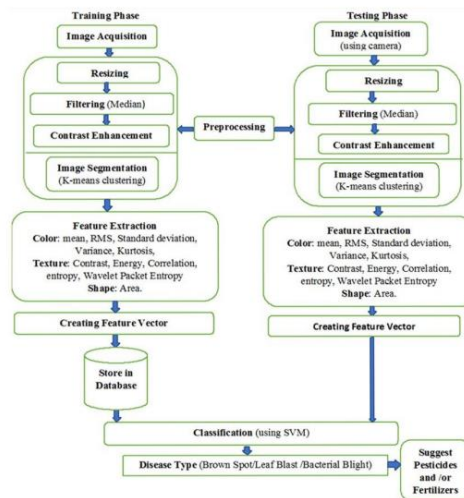 Training Phase
Image Acquisition
Resizing
Filtering (Median)
Contrast Enhancement
Image Segmentation
(K-means clustering)
Feature Extraction
Color: mean, RMS, Standard deviation,
Variance, Kurtosis,
Texture: Contrast, Energy, Correlation,
entropy, Wavelet Packet Entropy
Shape: Area.
Creating Feature Vector
Store in
Database
Preprocessing
Testing Phase
Image Acquisition
(using camera)
Resizing
Filtering (Median)
Contrast Enhancement
Image Segmentation
(K-means clustering)
Feature Extraction
Color: mean, RMS, Standard deviation,
Variance, Kurtosis,
Texture: Contrast, Energy, Correlation,
entropy, Wavelet Packet Entropy
Shape: Area.
Creating Feature Vector
Classification (using SVM)
Disease Type (Brown Spot/Leaf Blast /Bacterial Blight)
Suggest
Pesticides
and /or
Fertilizers